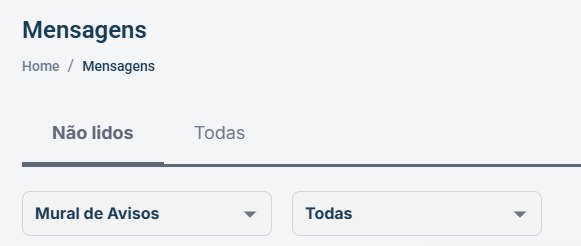 Mensagens
Home / Mensagens
Não lidos Todas
Mural de Avisos Todas